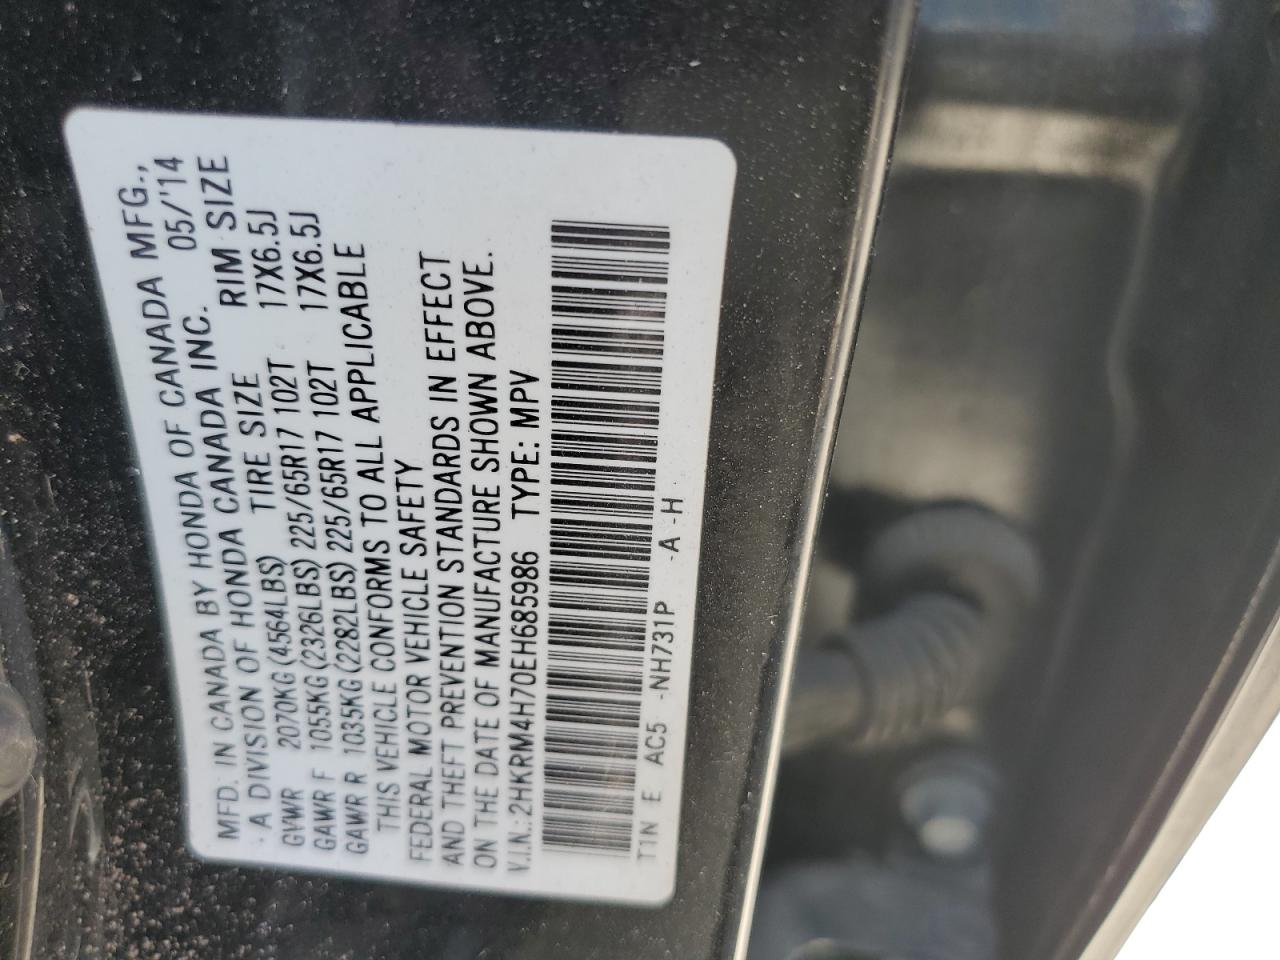 MFD. IN CANADA BY HONDA OF CANADA MFG.,
A DIVISION OF HONDA CANADA INC. 05/'14
TIRE SIZE RIM SIZE
GVWR 2070KG(4564LBS)
GAWR F 1055KG(2326LBS) 225/65R17 102T 17X6.5J
GAWR R 1035KG(2282LBS) 225/65R17 102T 17X6.5J
THIS VEHICLE CONFORMS TO ALL APPLICABLE
FEDERAL MOTOR VEHICLE SAFETY
AND THEFT PREVENTION STANDARDS IN EFFECT
ON THE DATE OF MANUFACTURE SHOWN ABOVE.
V.I.N.:2HKRM4H70EH685986 TYPE: MPV
T1N E AC5 -NH731P -A -H